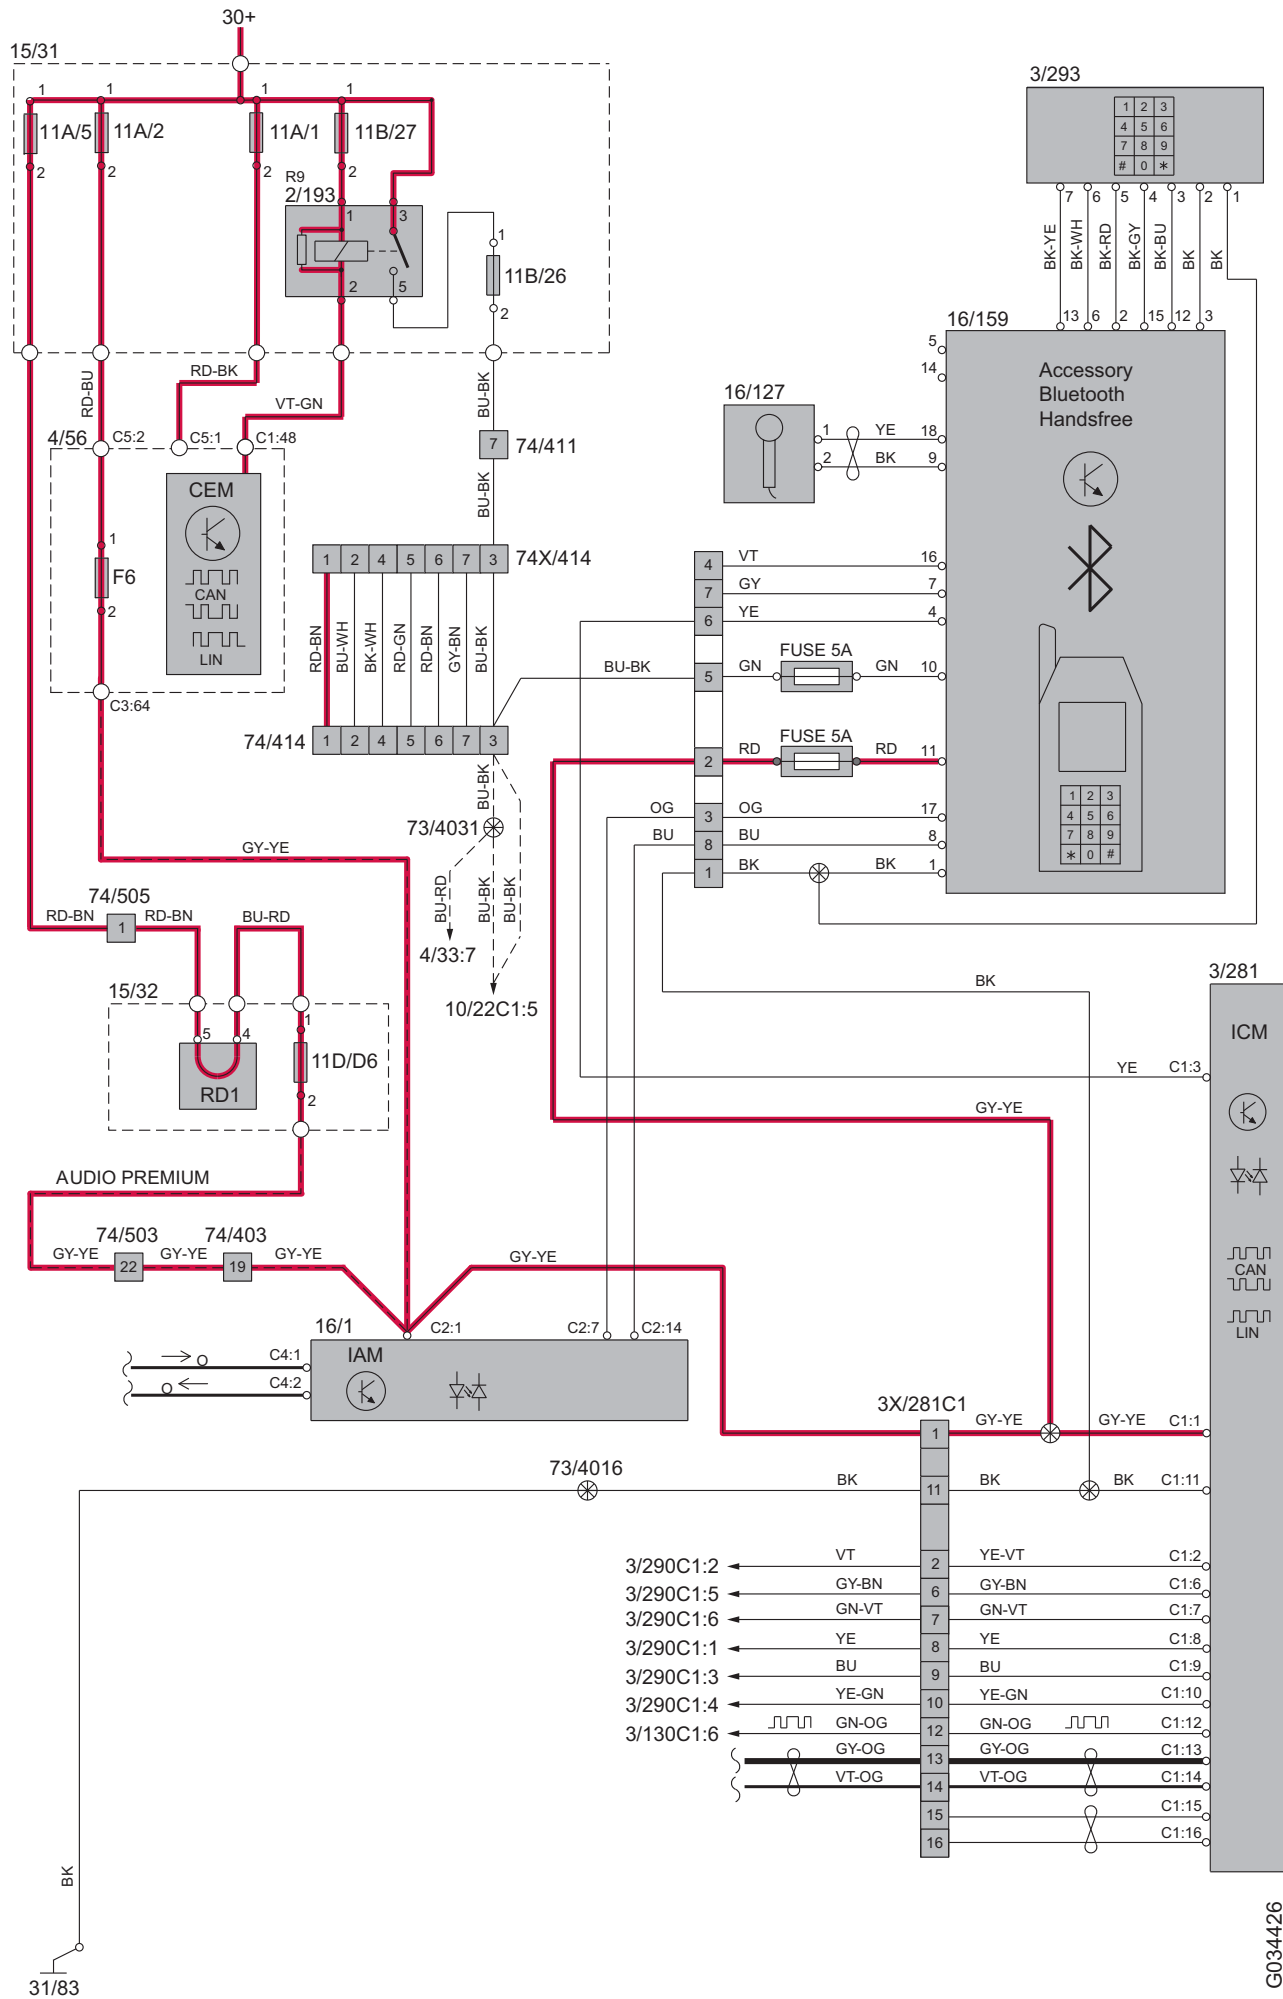 30+
15/31
3/293
1 1 1 1
11A/5 11A/2 11A/1 11B/27
2 2 2 2
1 2 3
4 5 6
7 8 9
# 0 *
7 6 5 4 3 2 1
R9
2/193
1 3
2 5
1
11B/26
2
BK-YE
BK-WH
BK-RD
BK-GY
BK-BU
BK
BK
13 6 2 15 12 3
16/159
5
14
Accessory
Bluetooth
Handsfree
RD-BU
RD-BK
VT-GN
BU-BK
16/127
1 YE 18
2 BK 9
4/56 C5:2 C5:1 C1:48
7 74/411
BU-BK
CEM
CAN
LIN
1
F6
2
C3:64
1 2 4 5 6 7 3 74X/414
RD-BN
BU-WH
BK-WH
RD-GN
RD-BN
GY-BN
BU-BK
74/414 1 2 4 5 6 7 3
4 VT 16
7 GY 7
6 YE 4
FUSE 5A
BU-BK 5 GN GN 10
FUSE 5A
2 RD RD 11
OG 3 OG 17
BU 8 BU 8
1 BK BK 1
1 2 3
4 5 6
7 8 9
* 0 #
BU-BK
73/4031
BU-RD
BU-BK
BU-BK
4/33:7
10/22C1:5
GY-YE
74/505
RD-BN 1 RD-BN BU-RD
15/32
5 4 1
RD1
11D/D6
2
AUDIO PREMIUM
BK
3/281
ICM
YE C1:3
GY-YE
CAN
LIN
74/503 74/403
GY-YE 22 GY-YE 19 GY-YE GY-YE
16/1 C2:1 C2:7 C2:14
IAM
C4:1
C4:2
3X/281C1
1 GY-YE GY-YE C1:1
73/4016
BK 11 BK BK C1:11
3/290C1:2 VT 2 YE-VT C1:2
3/290C1:5 GY-BN 6 GY-BN C1:6
3/290C1:6 GN-VT 7 GN-VT C1:7
3/290C1:1 YE 8 YE C1:8
3/290C1:3 BU 9 BU C1:9
3/290C1:4 YE-GN 10 YE-GN C1:10
3/130C1:6 GN-OG 12 GN-OG C1:12
GY-OG 13 GY-OG C1:13
VT-OG 14 VT-OG C1:14
15 C1:15
16 C1:16
BK
31/83
G034426